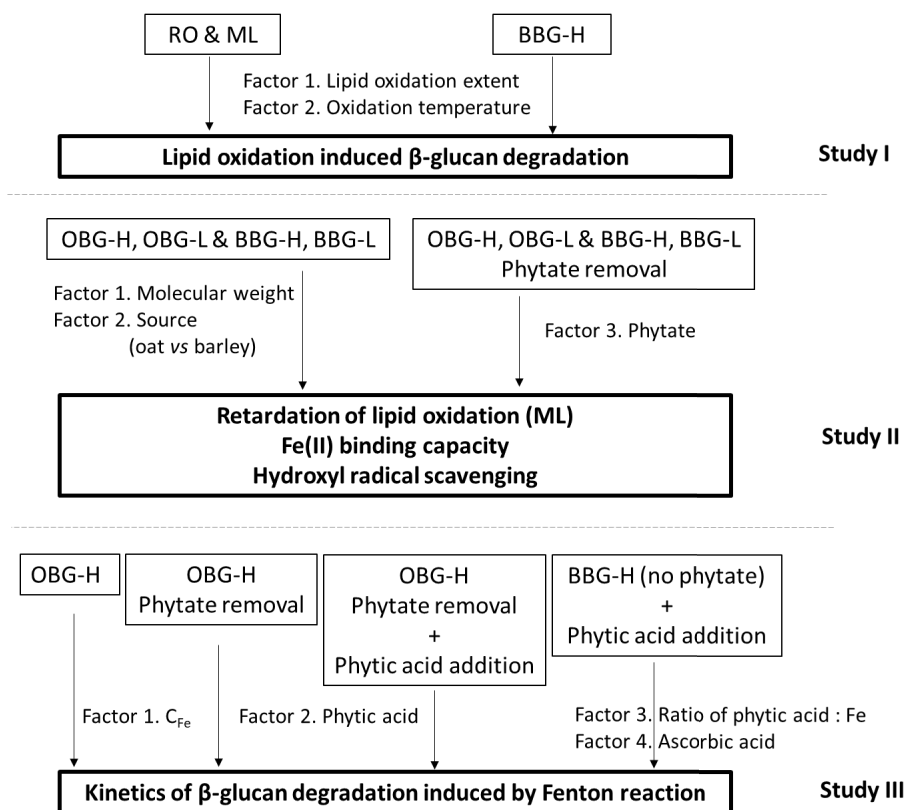 RO & ML
BBG-H
Factor 1. Lipid oxidation extent
Factor 2. Oxidation temperature
Lipid oxidation induced β-glucan degradation
Study I
OBG-H, OBG-L & BBG-H, BBG-L
OBG-H, OBG-L & BBG-H, BBG-L
Phytate removal
Factor 1. Molecular weight
Factor 2. Source
(oat vs barley)
Factor 3. Phytate
Retardation of lipid oxidation (ML)
Fe(II) binding capacity
Hydroxyl radical scavenging
Study II
OBG-H
OBG-H
Phytate removal
OBG-H
Phytate removal
+
Phytic acid addition
BBG-H (no phytate)
+
Phytic acid addition
Factor 1. CFe
Factor 2. Phytic acid
Factor 3. Ratio of phytic acid : Fe
Factor 4. Ascorbic acid
Kinetics of β-glucan degradation induced by Fenton reaction
Study III